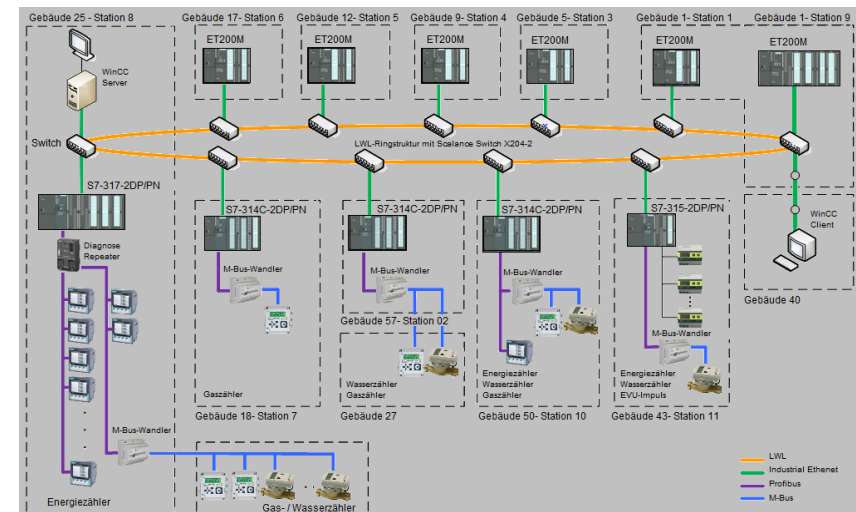 Gebäude 25- Station 8
Gebäude 17- Station 6
Gebäude 12- Station 5
Gebäude 9- Station 4
Gebäude 5- Station 3
Gebäude 1- Station 1
Gebäude 1- Station 9
ET200M
ET200M
ET200M
ET200M
ET200M
ET200M
WinCC
Server
Switch
LWL-Ringstruktur mit Scalance Switch X204-2
S7-317-2DP/PN
S7-314C-2DP/PN
S7-314C-2DP/PN
S7-314C-2DP/PN
S7-315-2DP/PN
WinCC
Client
Diagnose
Repeater
M-Bus-Wandler
M-Bus-Wandler
M-Bus-Wandler
Gebäude 40
Gebäude 57- Station 02
M-Bus-Wandler
Gaszähler
Wasserzähler
Gaszähler
Energiezähler
Wasserzähler
Gaszähler
Energiezähler
Wasserzähler
EVU-Impuls
Gebäude 18- Station 7
Gebäude 27
Gebäude 50- Station 10
Gebäude 43- Station 11
M-Bus-Wandler
LWL
Industrial Ethenet
Profibus
M-Bus
Energiezähler
Gas- / Wasserzähler